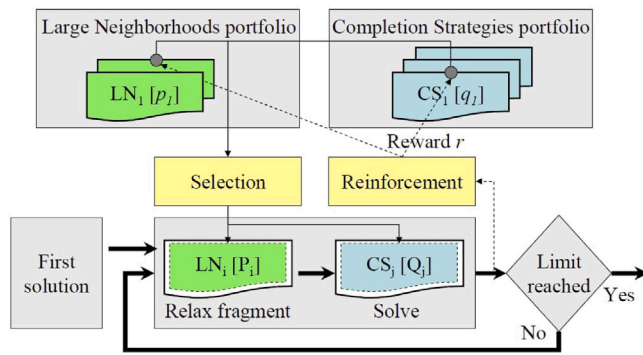 Large Neighborhoods portfolio
Completion Strategies portfolio
LN₁ [p₁]
CS₁ [q₁]
Reward r
Selection
Reinforcement
First
solution
LNᵢ [Pᵢ]
CSⱼ [Qⱼ]
Relax fragment
Solve
Limit
reached
Yes
No